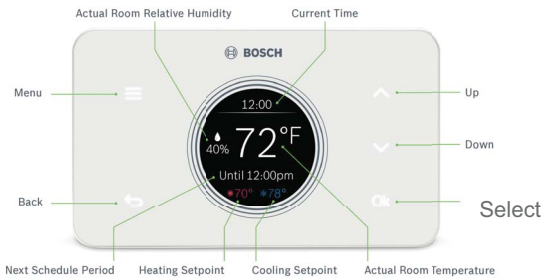 Actual Room Relative Humidity
Current Time
BOSCH
Menu
12:00
Up
40%
72°F
Down
Until 12:00pm
70° 78°
Back
Ok
Select
Next Schedule Period
Heating Setpoint
Cooling Setpoint
Actual Room Temperature